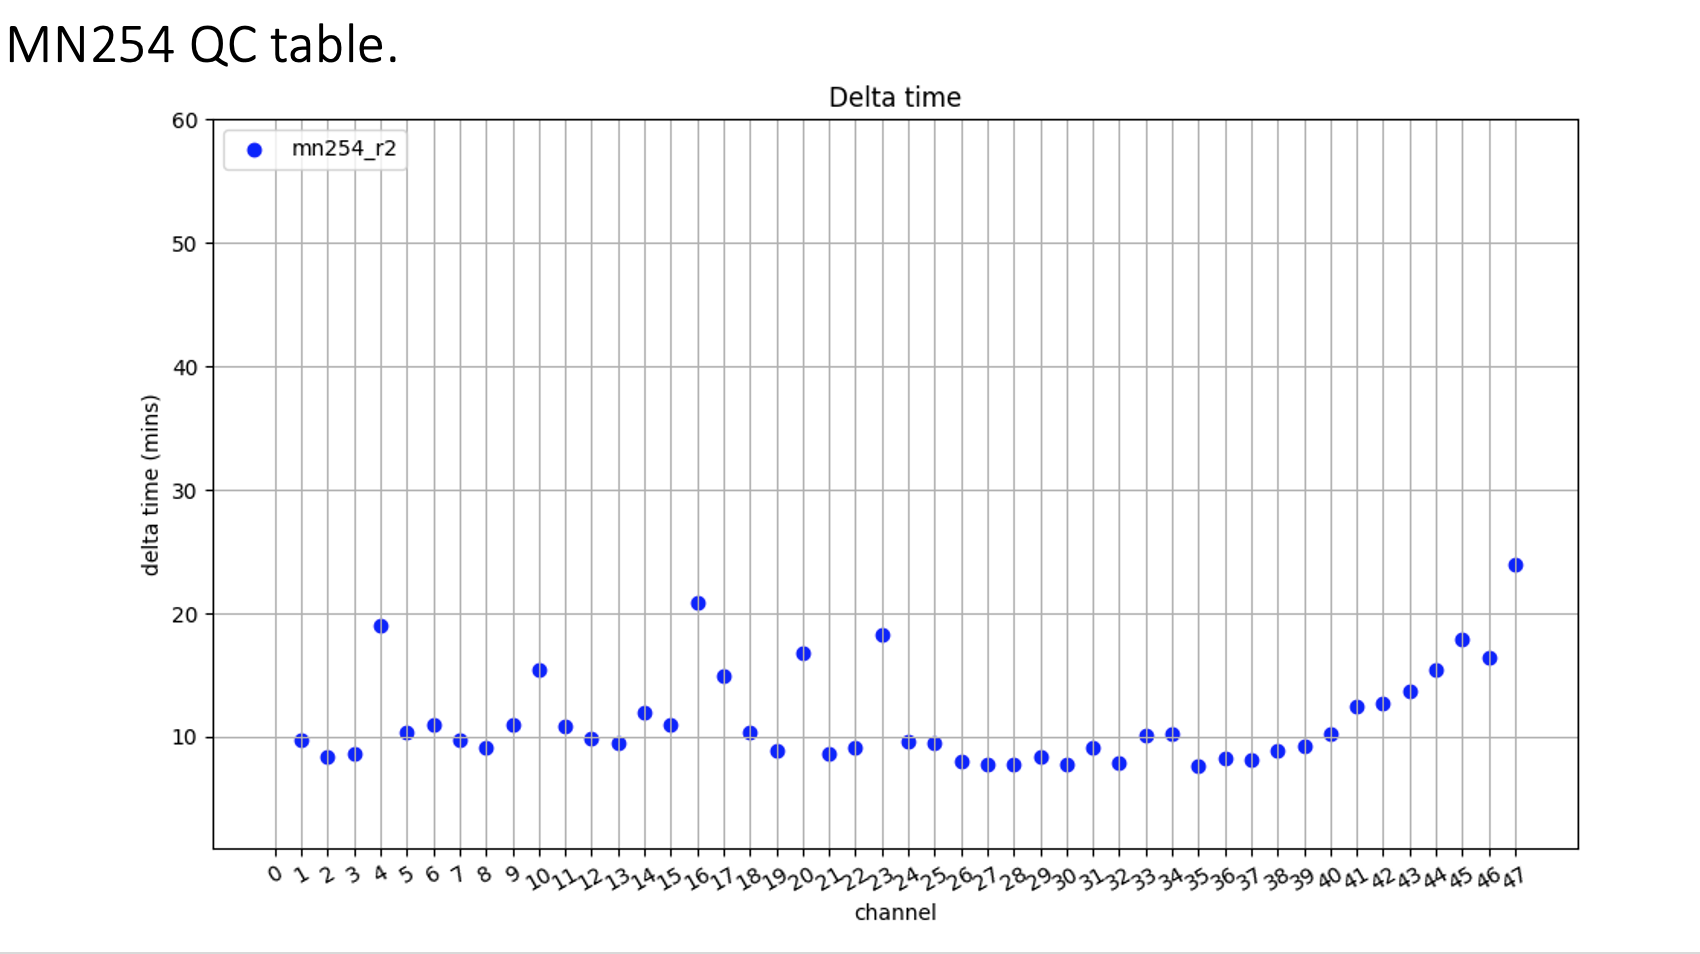 MN254 QC table.
Delta time
mn254_r2
60
50
40
30
20
10
delta time (mins)
0 1 2 3 4 5 6 7 8 9 10 11 12 13 14 15 16 17 18 19 20 21 22 23 24 25 26 27 28 29 30 31 32 33 34 35 36 37 38 39 40 41 42 43 44 45 46 47
channel